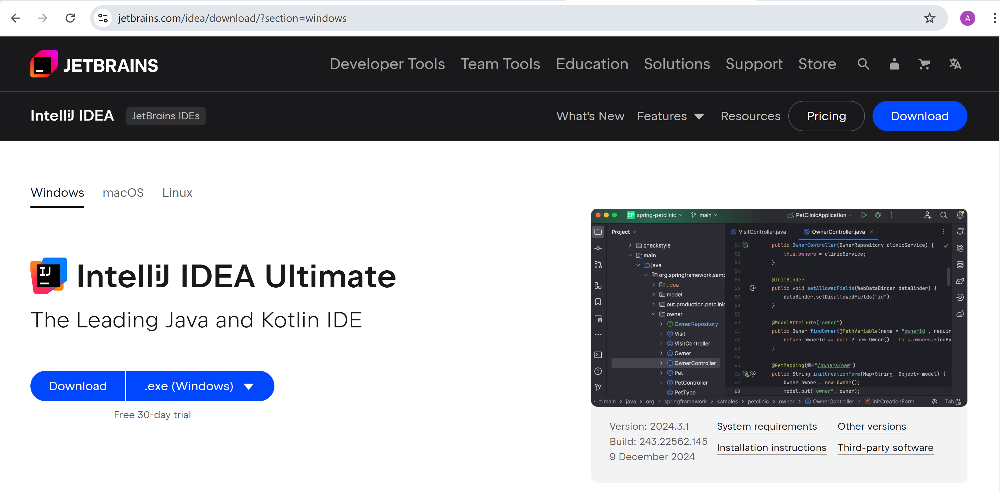 jetbrains.com/idea/download/?section=windows
A
JETBRAINS
Developer Tools Team Tools Education Solutions Support Store
IntelliJ IDEA JetBrains IDEs
What's New Features Resources Pricing Download
Windows macOS Linux
IJ
IntelliJ IDEA Ultimate
The Leading Java and Kotlin IDE
Download .exe (Windows)
Free 30-day trial
SP spring-petclinic main PetClinicApplication
Project
checkstyle
main
java
org.springframework.samp
.idea
model
out.production.petclinic
owner
OwnerRepository
Visit
VisitController
Owner
OwnerController
Pet
PetController
PetType
VisitController.java OwnerController.java
51 public OwnerController(OwnerRepository clinicService) {
52 this.owners = clinicService;
53 }
54
55 @InitBinder
56 @ public void setAllowedFields(WebDataBinder dataBinder) {
57 dataBinder.setDisallowedFields("id");
58 }
59
60 @ModelAttribute("owner")
61 public Owner findOwner(@PathVariable(name = "ownerId", requir
62 return ownerId == null ? new Owner() : this.owners.findBy
63 }
64
65 @GetMapping("/owners/new")
66 @ public String initCreationForm(Map<String, Object> model) {
67 Owner owner = new Owner();
68 model.put("owner", owner);
main > java > org > springframework > samples > petclinic > owner > OwnerController > initCreationForm Tab
Version: 2024.3.1
Build: 243.22562.145
9 December 2024
System requirements
Installation instructions
Other versions
Third-party software